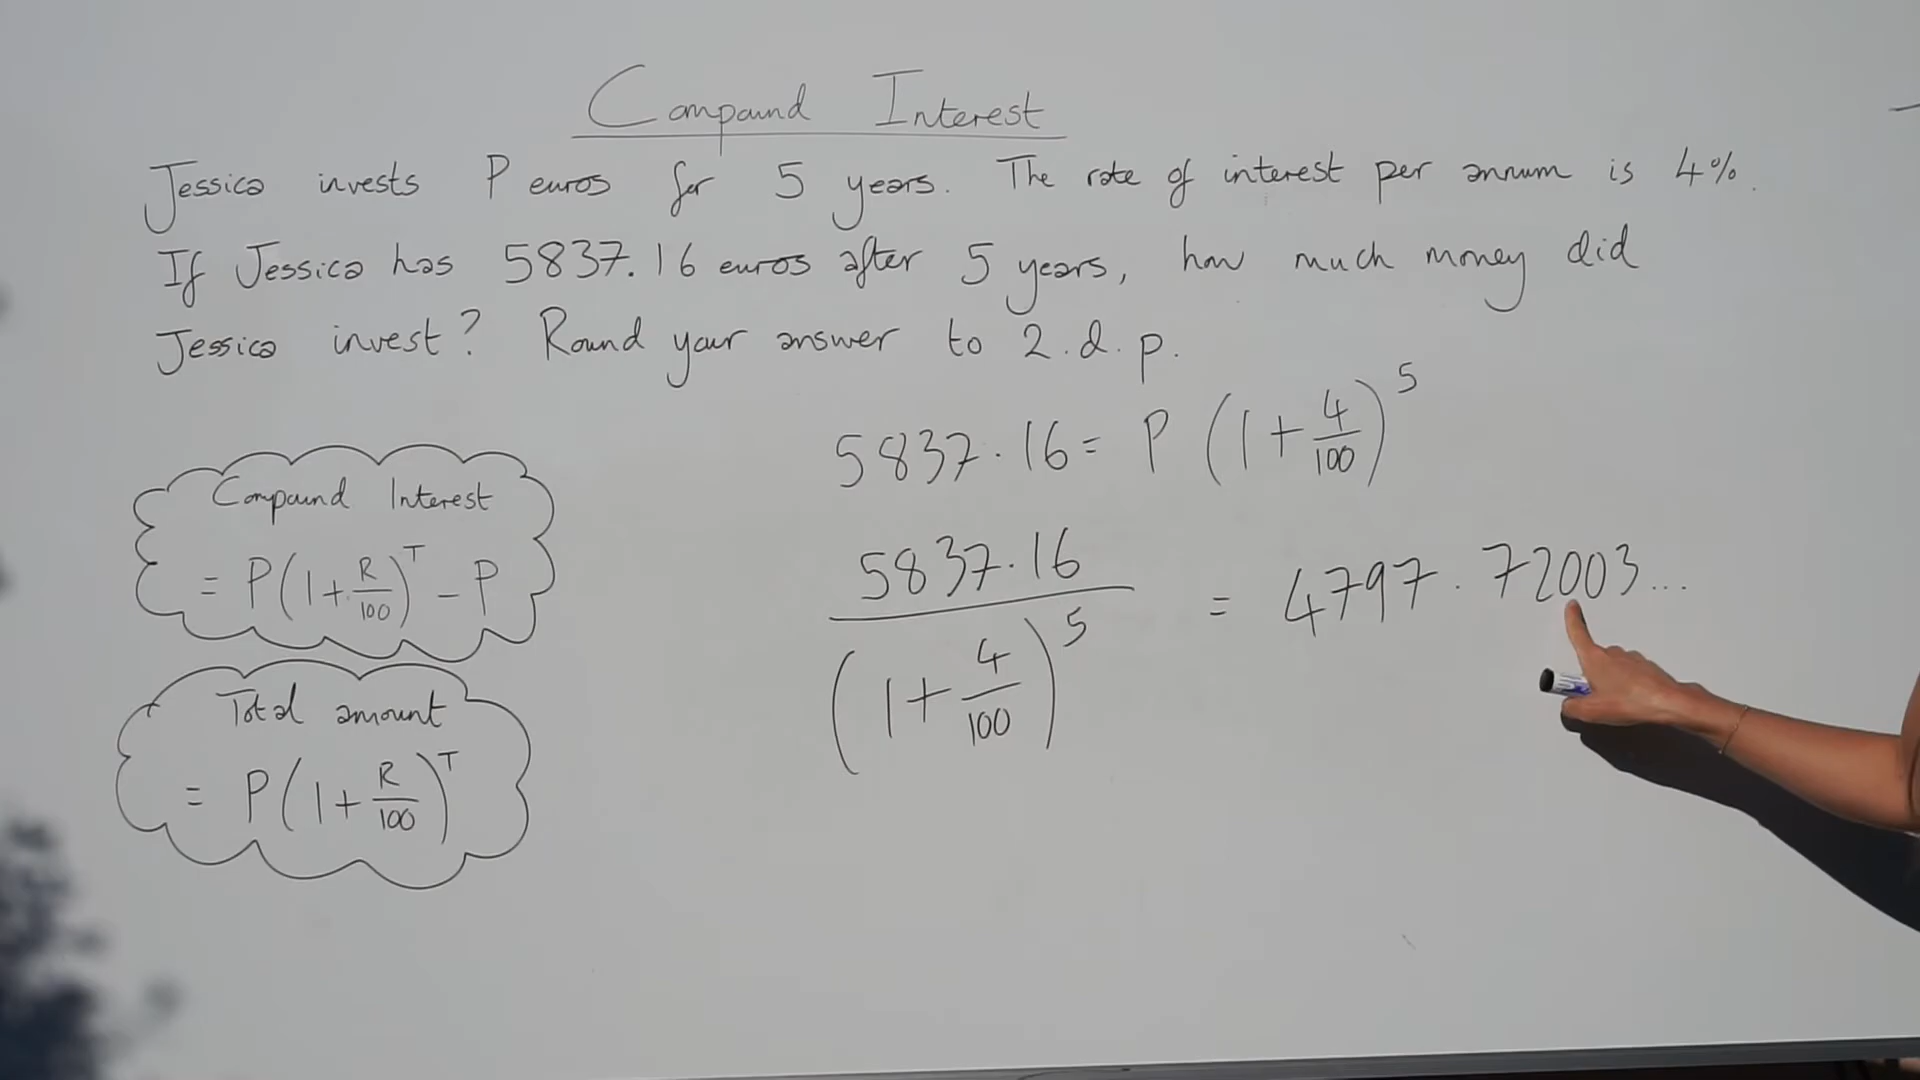 Compound Interest
Jessica invests P euros for 5 years. The rate of interest per annum is 4%.
If Jessica has 5837.16 euros after 5 years, how much money did
Jessica invest? Round your answer to 2.d.p.
5837.16 = P (1 + 4/100)^5
Compound Interest
= P(1 + R/100)^T - P
5837.16 / (1 + 4/100)^5 = 4797.72003...
Total amount
= P(1 + R/100)^T